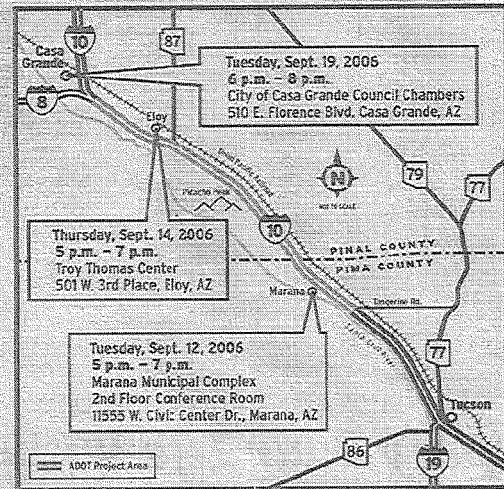 10
87
Casa
Grande
8
Tuesday, Sept. 19, 2006
6 p.m. – 8 p.m.
City of Casa Grande Council Chambers
510 E. Florence Blvd, Casa Grande, AZ
Eloy
Union Pacific Railroad
79
77
Picacho Peak
N
NOT TO SCALE
10
Thursday, Sept. 14, 2006
5 p.m. – 7 p.m.
Troy Thomas Center
501 W. 3rd Place, Eloy, AZ
PINAL COUNTY
PIMA COUNTY
Marana
Tangerine Rd.
Tuesday, Sept. 12, 2006
5 p.m. – 7 p.m.
Marana Municipal Complex
2nd Floor Conference Room
11555 W. Civic Center Dr., Marana, AZ
77
Tucson
86
19
ADOT Project Area